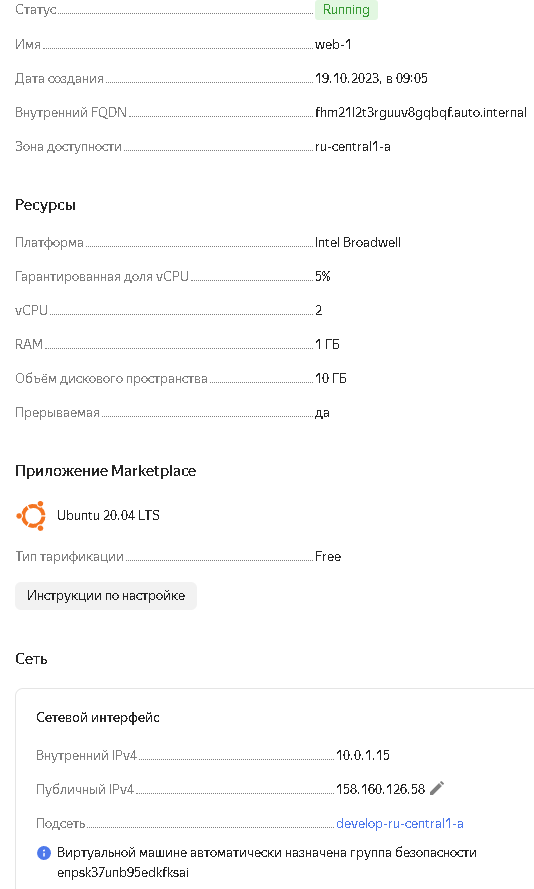 Статус Running
Имя web-1
Дата создания 19.10.2023, в 09:05
Внутренний FQDN fhm21l2t3rguuv8gqbqf.auto.internal
Зона доступности ru-central1-a
Ресурсы
Платформа Intel Broadwell
Гарантированная доля vCPU 5%
vCPU 2
RAM 1 ГБ
Объём дискового пространства 10 ГБ
Прерываемая да
Приложение Marketplace
Ubuntu 20.04 LTS
Тип тарификации Free
Инструкции по настройке
Сеть
Сетевой интерфейс
Внутренний IPv4 10.0.1.15
Публичный IPv4 158.160.126.58
Подсеть develop-ru-central1-a
Виртуальной машине автоматически назначена группа безопасности
enpsk37unb95edkfksai